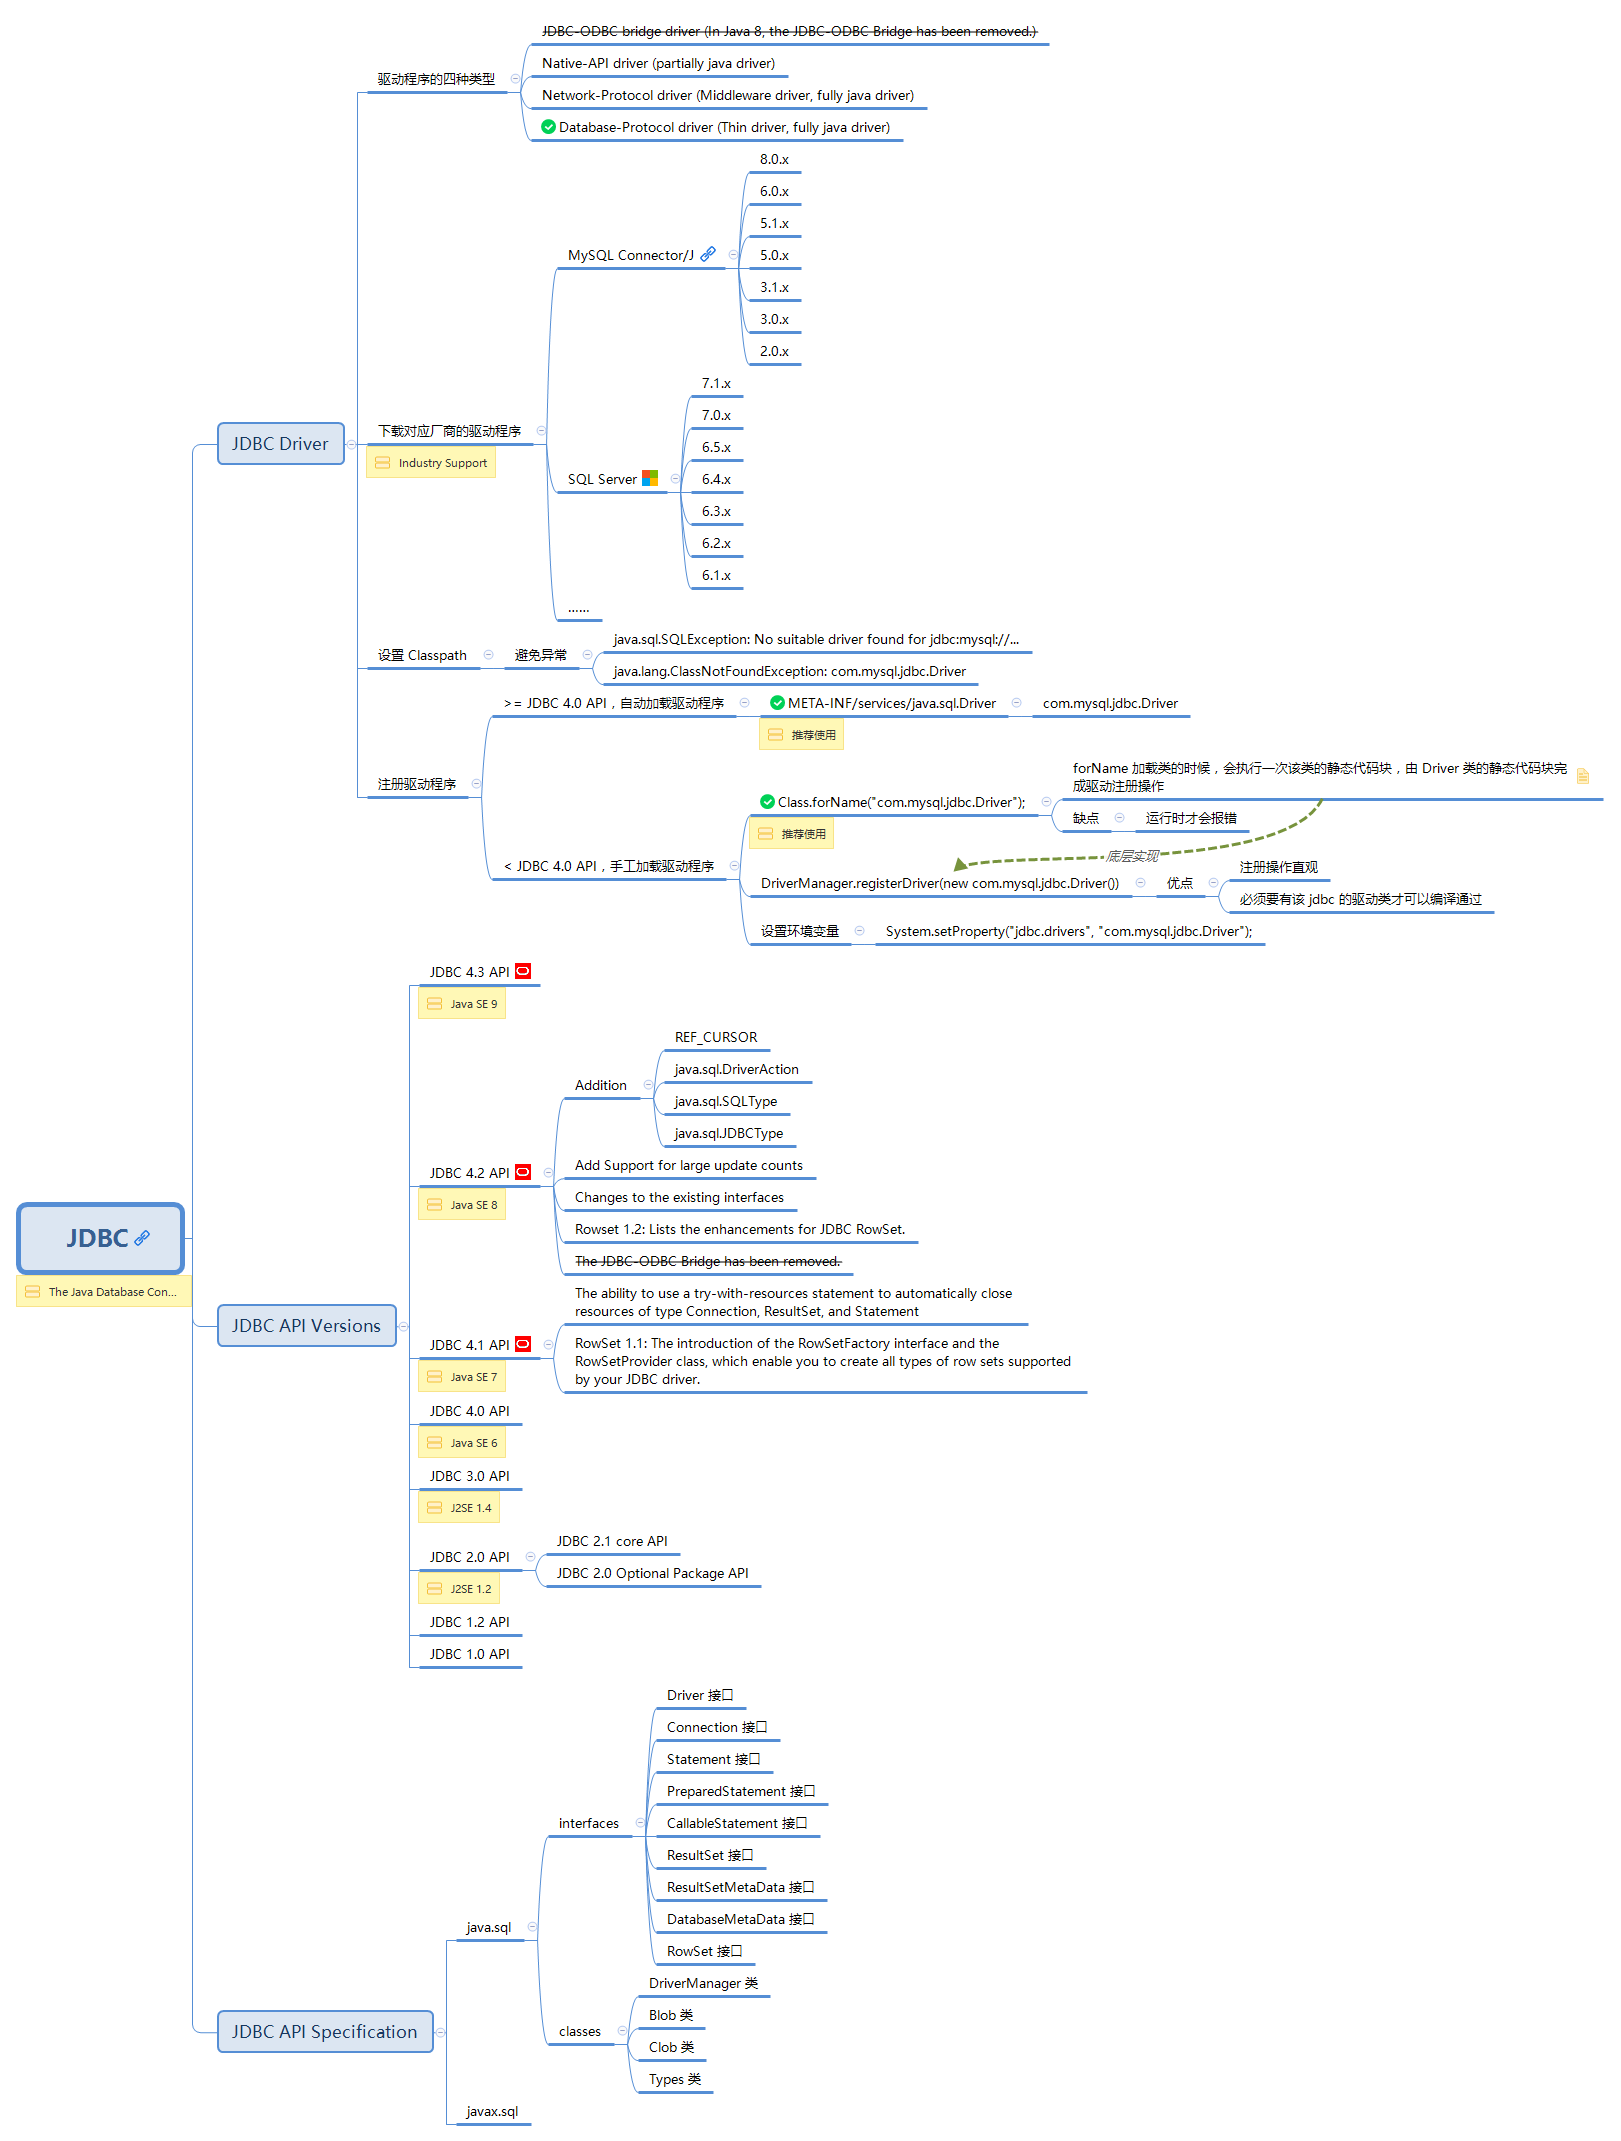 JDBC-ODBC bridge driver (In Java 8, the JDBC-ODBC Bridge has been removed.)
Native-API driver (partially java driver)
驱动程序的四种类型
Network-Protocol driver (Middleware driver, fully java driver)
Database-Protocol driver (Thin driver, fully java driver)
8.0.x
6.0.x
5.1.x
MySQL Connector/J
5.0.x
3.1.x
3.0.x
2.0.x
7.1.x
7.0.x
JDBC Driver
下载对应厂商的驱动程序
Industry Support
6.5.x
SQL Server
6.4.x
6.3.x
6.2.x
6.1.x
......
设置 Classpath
避免异常
java.sql.SQLException: No suitable driver found for jdbc:mysql://...
java.lang.ClassNotFoundException: com.mysql.jdbc.Driver
注册驱动程序
>= JDBC 4.0 API，自动加载驱动程序
META-INF/services/java.sql.Driver
推荐使用
com.mysql.jdbc.Driver
< JDBC 4.0 API，手工加载驱动程序
Class.forName("com.mysql.jdbc.Driver");
推荐使用
forName 加载类的时候，会执行一次该类的静态代码块，由 Driver 类的静态代码块完
成驱动注册操作
缺点
运行时才会报错
底层实现
DriverManager.registerDriver(new com.mysql.jdbc.Driver())
优点
注册操作直观
必须要有该 jdbc 的驱动类才可以编译通过
设置环境变量
System.setProperty("jdbc.drivers", "com.mysql.jdbc.Driver");
JDBC
The Java Database Con...
JDBC API Versions
JDBC 4.3 API
Java SE 9
JDBC 4.2 API
Java SE 8
Addition
REF_CURSOR
java.sql.DriverAction
java.sql.SQLType
java.sql.JDBCType
Add Support for large update counts
Changes to the existing interfaces
Rowset 1.2: Lists the enhancements for JDBC RowSet.
The JDBC-ODBC Bridge has been removed.
JDBC 4.1 API
Java SE 7
The ability to use a try-with-resources statement to automatically close
resources of type Connection, ResultSet, and Statement
RowSet 1.1: The introduction of the RowSetFactory interface and the
RowSetProvider class, which enable you to create all types of row sets supported
by your JDBC driver.
JDBC 4.0 API
Java SE 6
JDBC 3.0 API
J2SE 1.4
JDBC 2.0 API
J2SE 1.2
JDBC 2.1 core API
JDBC 2.0 Optional Package API
JDBC 1.2 API
JDBC 1.0 API
JDBC API Specification
java.sql
interfaces
Driver 接口
Connection 接口
Statement 接口
PreparedStatement 接口
CallableStatement 接口
ResultSet 接口
ResultSetMetaData 接口
DatabaseMetaData 接口
RowSet 接口
classes
DriverManager 类
Blob 类
Clob 类
Types 类
javax.sql